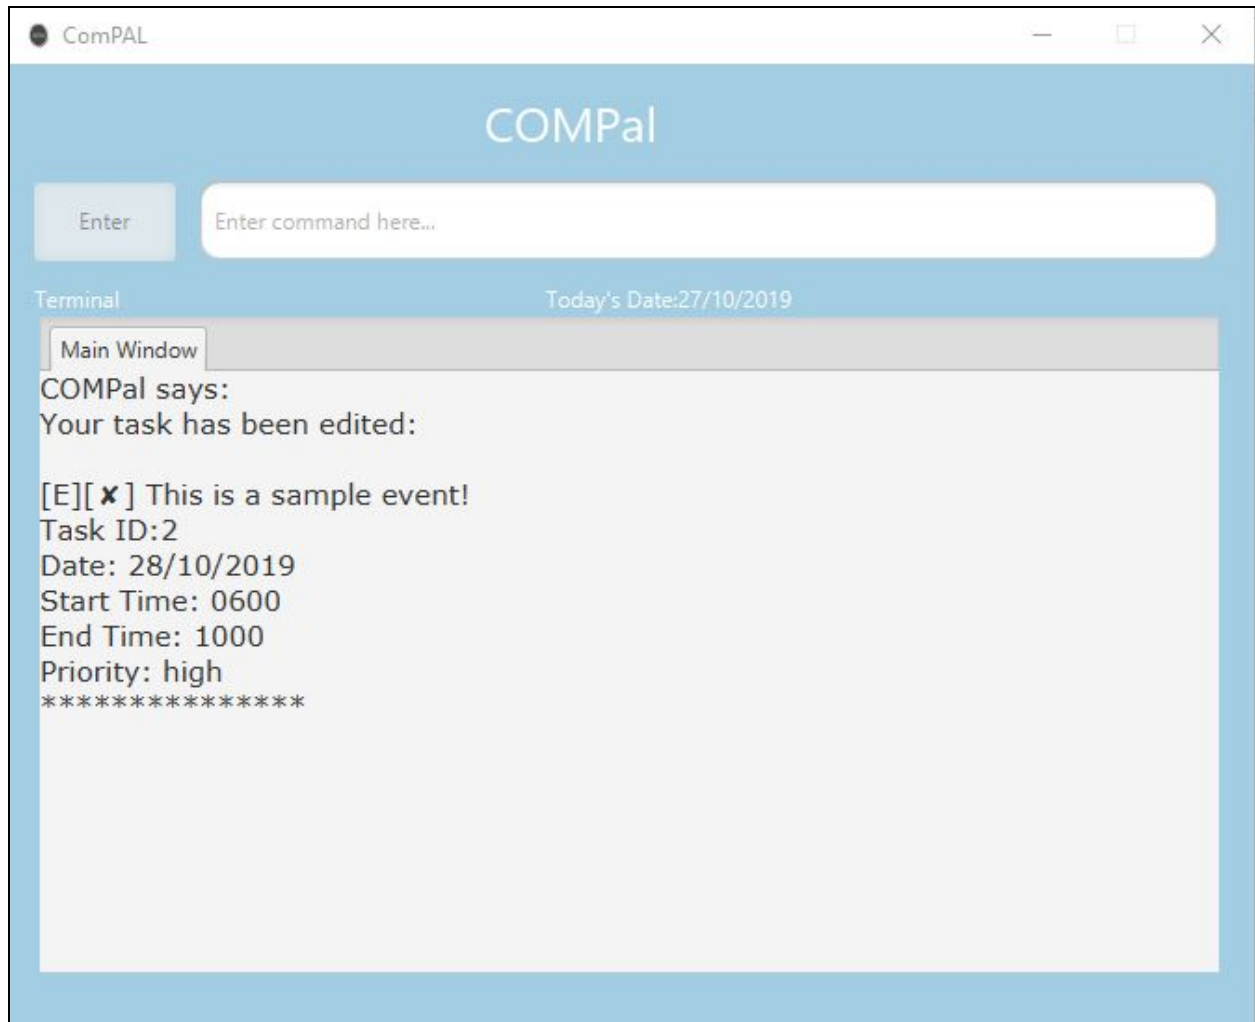 ComPAL
COMPal
Enter
Enter command here...
Terminal
Today's Date:27/10/2019
Main Window
COMPal says:
Your task has been edited:
[E][✘] This is a sample event!
Task ID:2
Date: 28/10/2019
Start Time: 0600
End Time: 1000
Priority: high
***************